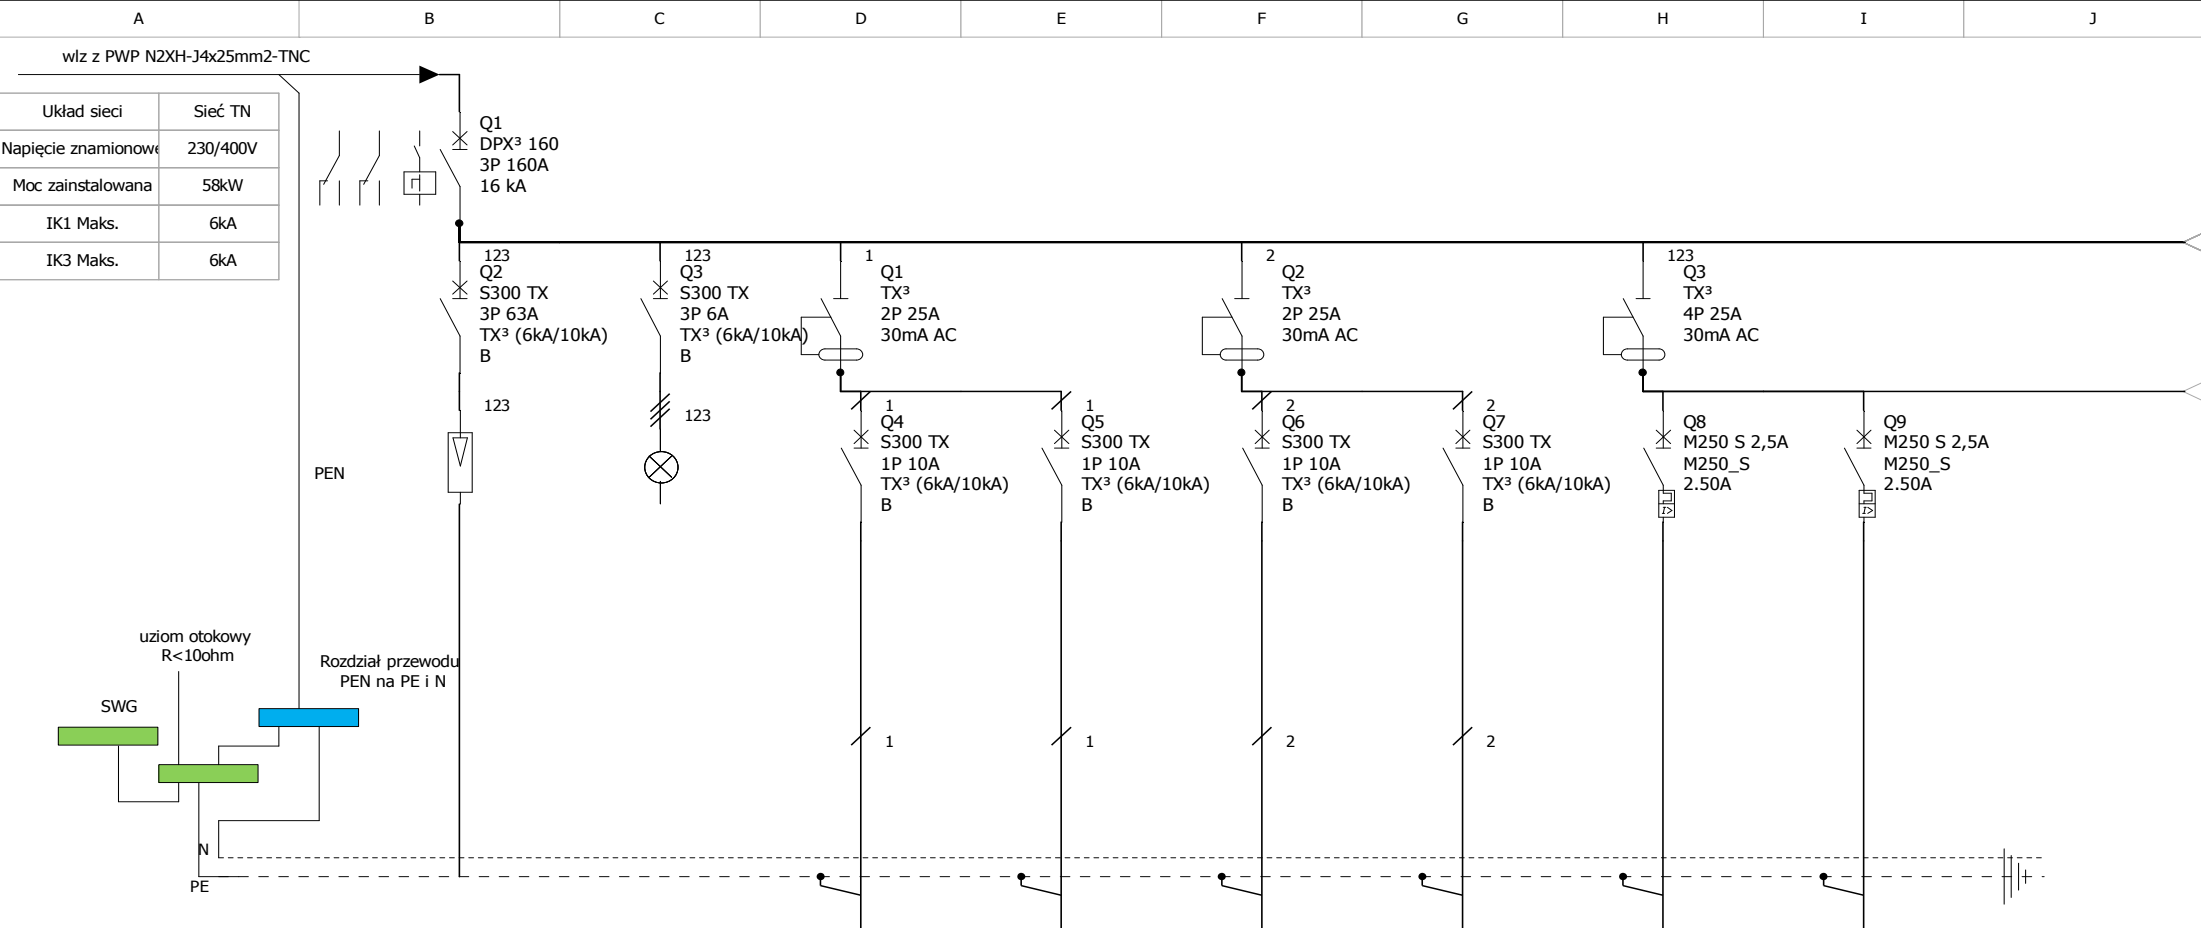 A B C D E F G H I J
wlz z PWP N2XH-J4x25mm2-TNC
Układ sieci Sieć TN
Napięcie znamionowe 230/400V
Moc zainstalowana 58kW
IK1 Maks. 6kA
IK3 Maks. 6kA
Q1
DPX³ 160
3P 160A
16 kA
123
Q2
S300 TX
3P 63A
TX³ (6kA/10kA)
B
123
123
Q3
S300 TX
3P 6A
TX³ (6kA/10kA)
B
123
1
Q1
TX³
2P 25A
30mA AC
2
Q2
TX³
2P 25A
30mA AC
123
Q3
TX³
4P 25A
30mA AC
1
Q4
S300 TX
1P 10A
TX³ (6kA/10kA)
B
1
Q5
S300 TX
1P 10A
TX³ (6kA/10kA)
B
2
Q6
S300 TX
1P 10A
TX³ (6kA/10kA)
B
2
Q7
S300 TX
1P 10A
TX³ (6kA/10kA)
B
Q8
M250 S 2,5A
M250_S
2.50A
I>
Q9
M250 S 2,5A
M250_S
2.50A
I>
PEN
uziom otokowy
R<10ohm
Rozdział przewodu
PEN na PE i N
SWG
1 1 2 2
N
PE